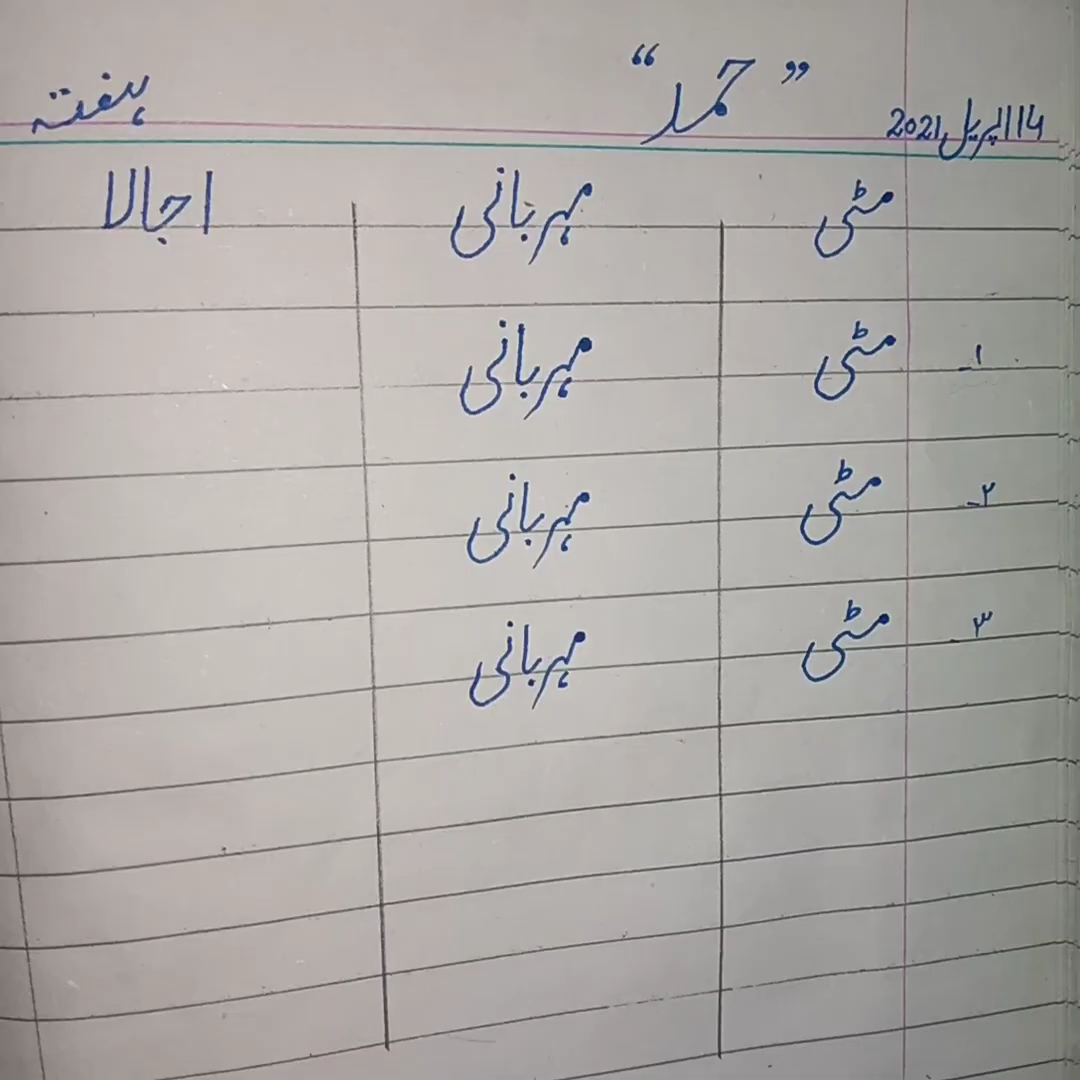 14 اپریل 2021 "حمد" ہفتہ
مٹی مہربانی اجالا
۱۔ مٹی مہربانی
۲۔ مٹی مہربانی
۳۔ مٹی مہربانی